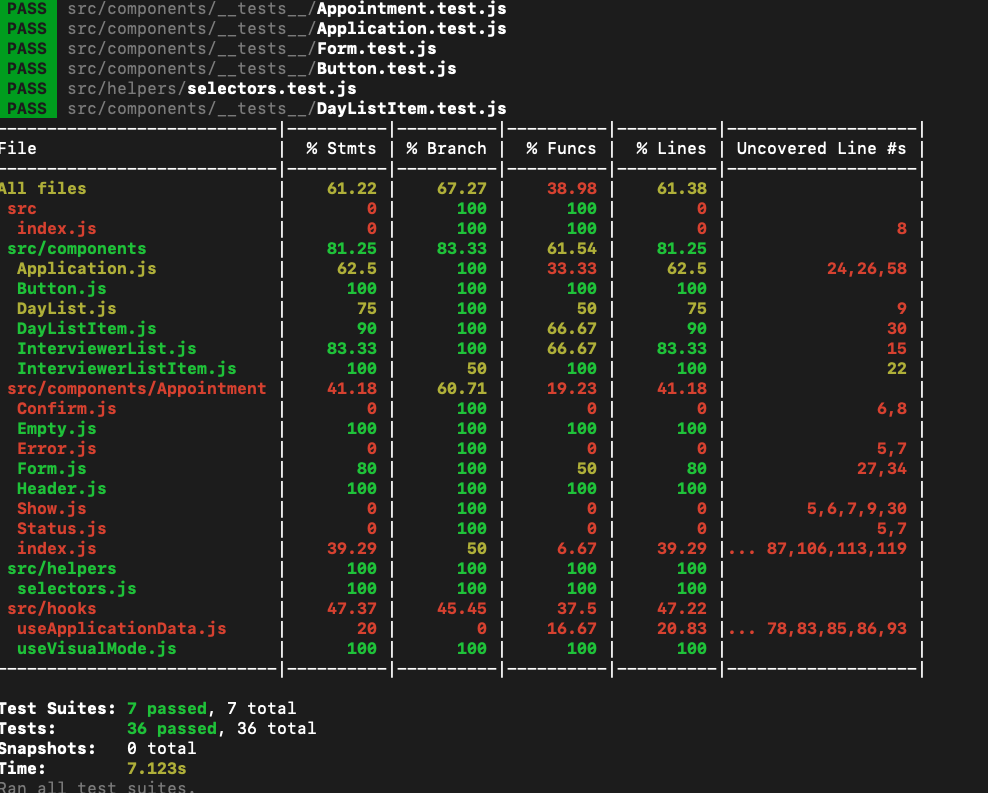 PASS src/components/__tests__/Appointment.test.js
PASS src/components/__tests__/Application.test.js
PASS src/components/__tests__/Form.test.js
PASS src/components/__tests__/Button.test.js
PASS src/helpers/selectors.test.js
PASS src/components/__tests__/DayListItem.test.js
----------------------------|----------|----------|----------|----------|-------------------|
File | % Stmts | % Branch | % Funcs | % Lines | Uncovered Line #s |
----------------------------|----------|----------|----------|----------|-------------------|
All files | 61.22 | 67.27 | 38.98 | 61.38 | |
src | 0 | 100 | 100 | 0 | |
index.js | 0 | 100 | 100 | 0 | 8 |
src/components | 81.25 | 83.33 | 61.54 | 81.25 | |
Application.js | 62.5 | 100 | 33.33 | 62.5 | 24,26,58 |
Button.js | 100 | 100 | 100 | 100 | |
DayList.js | 75 | 100 | 50 | 75 | 9 |
DayListItem.js | 90 | 100 | 66.67 | 90 | 30 |
InterviewerList.js | 83.33 | 100 | 66.67 | 83.33 | 15 |
InterviewerListItem.js | 100 | 50 | 100 | 100 | 22 |
src/components/Appointment | 41.18 | 60.71 | 19.23 | 41.18 | |
Confirm.js | 0 | 100 | 0 | 0 | 6,8 |
Empty.js | 100 | 100 | 100 | 100 | |
Error.js | 0 | 100 | 0 | 0 | 5,7 |
Form.js | 80 | 100 | 50 | 80 | 27,34 |
Header.js | 100 | 100 | 100 | 100 | |
Show.js | 0 | 100 | 0 | 0 | 5,6,7,9,30 |
Status.js | 0 | 100 | 0 | 0 | 5,7 |
index.js | 39.29 | 50 | 6.67 | 39.29 |... 87,106,113,119 |
src/helpers | 100 | 100 | 100 | 100 | |
selectors.js | 100 | 100 | 100 | 100 | |
src/hooks | 47.37 | 45.45 | 37.5 | 47.22 | |
useApplicationData.js | 20 | 0 | 16.67 | 20.83 |... 78,83,85,86,93 |
useVisualMode.js | 100 | 100 | 100 | 100 | |
----------------------------|----------|----------|----------|----------|-------------------|
Test Suites: 7 passed, 7 total
Tests: 36 passed, 36 total
Snapshots: 0 total
Time: 7.123s
Ran all test suites.